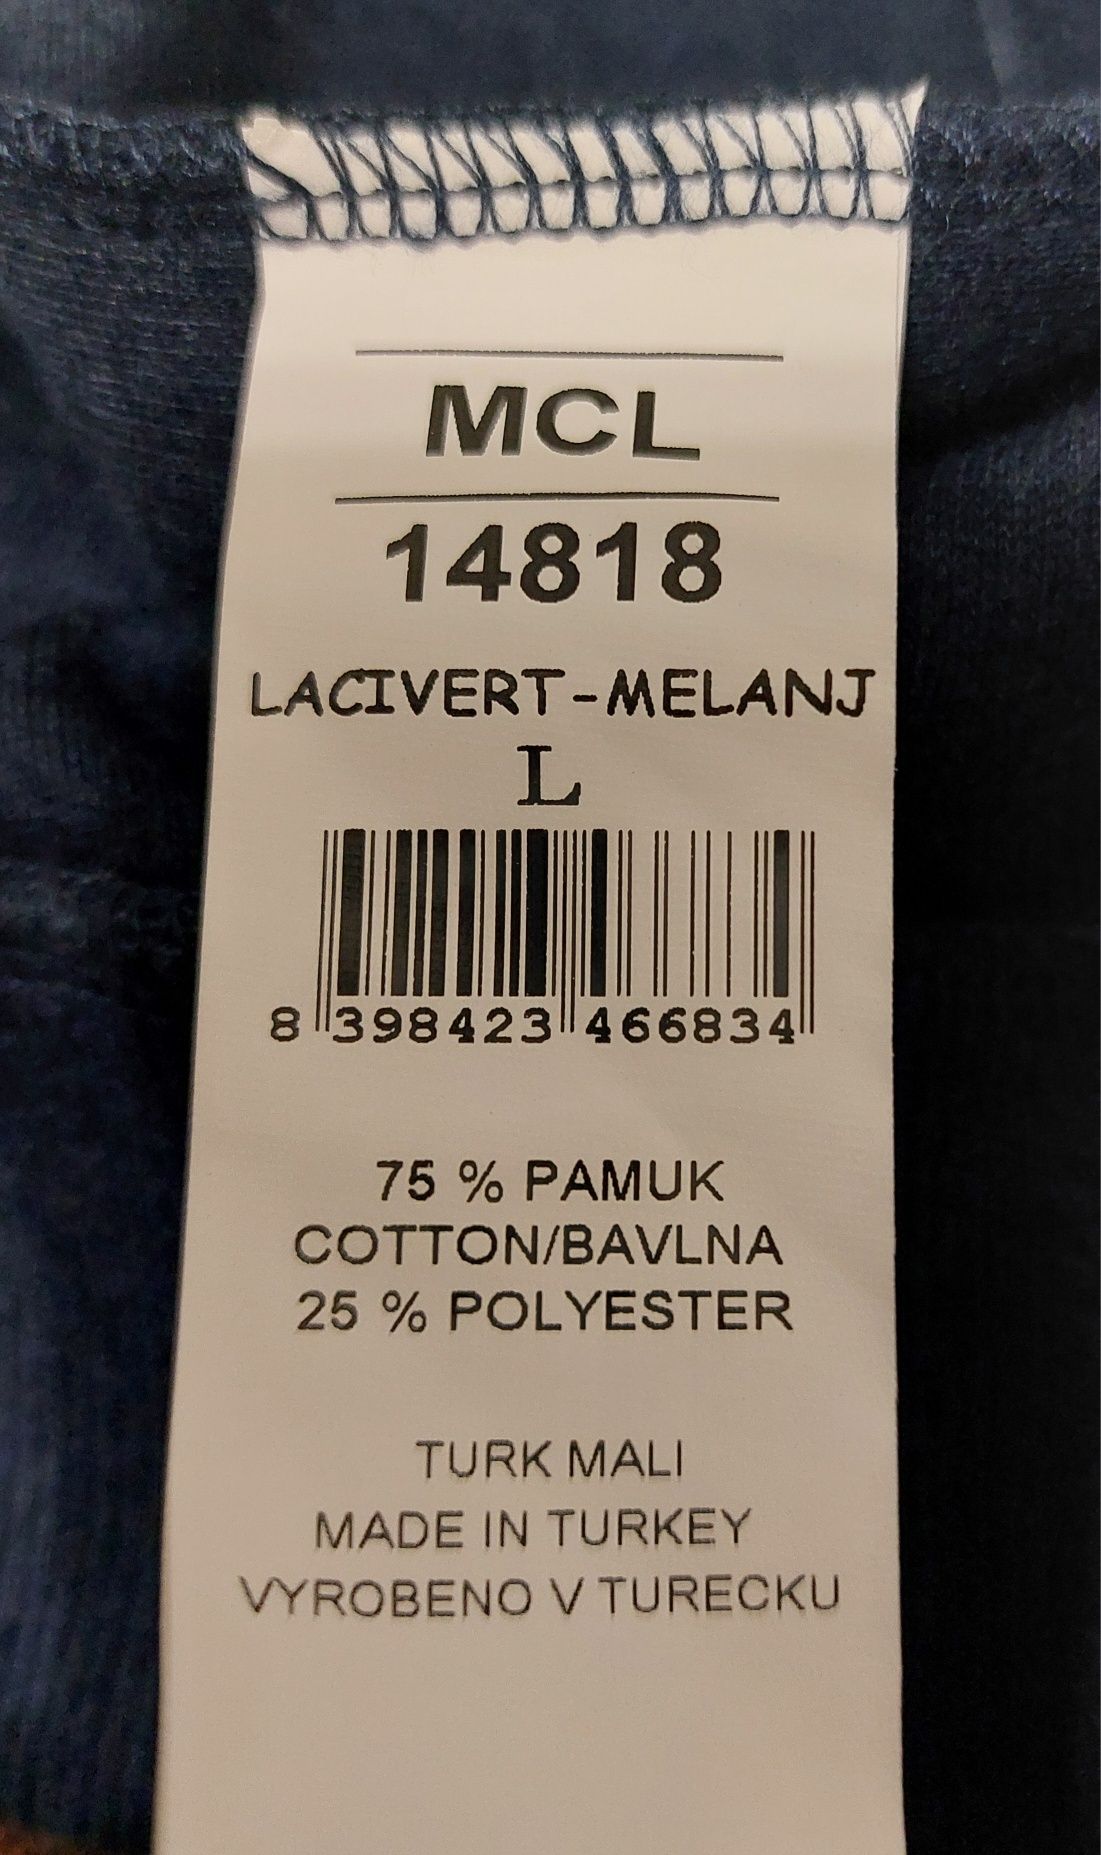 MCL
14818
LACIVERT-MELANJ
L
8 398423 466834
75 % PAMUK
COTTON/BAVLNA
25 % POLYESTER
TURK MALI
MADE IN TURKEY
VYROBENO V TURECKU